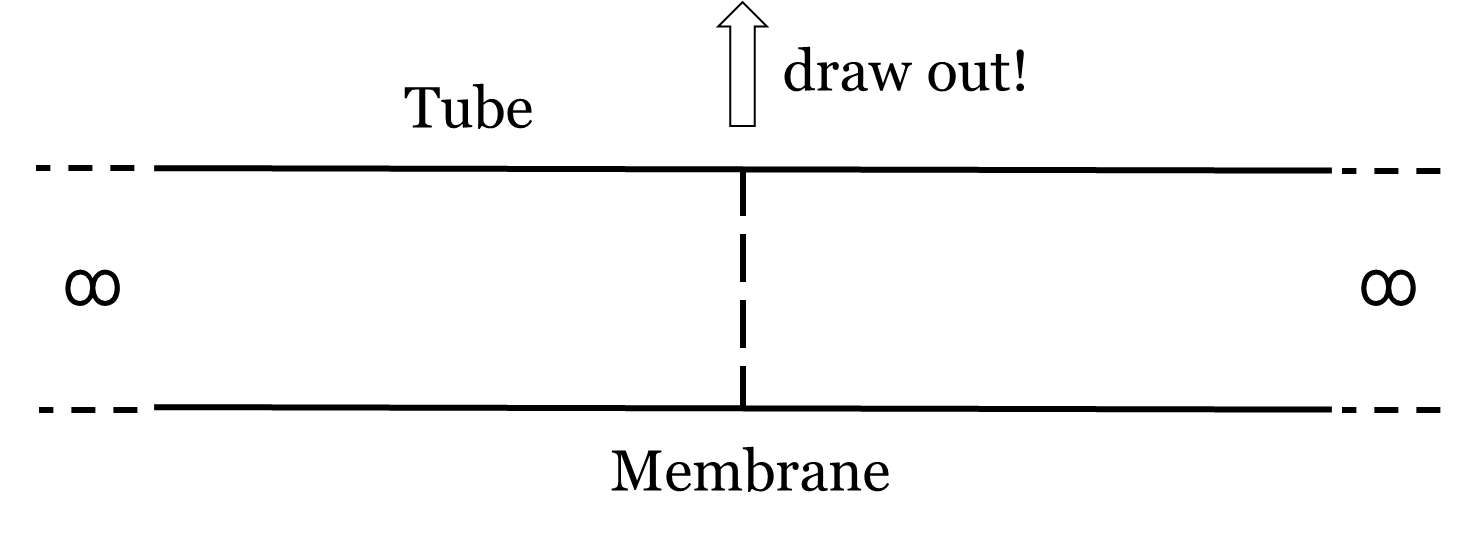 draw out!
Tube
∞
∞
Membrane